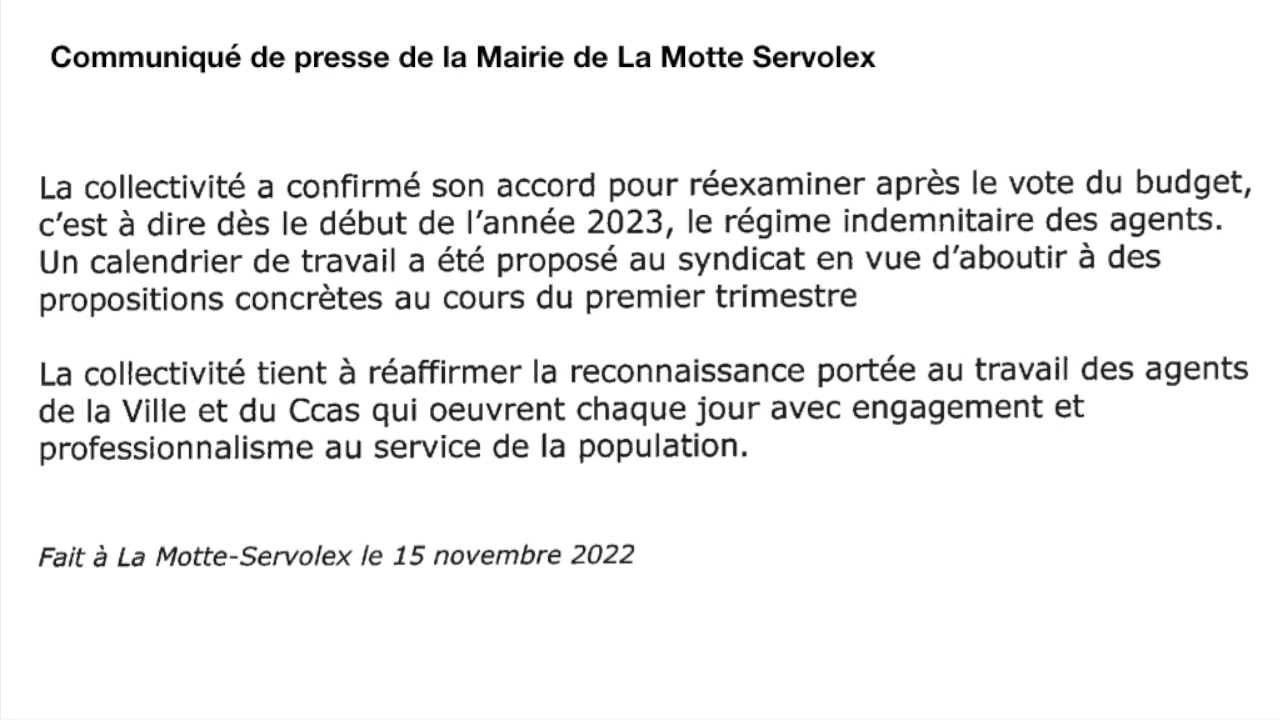 Communiqué de presse de la Mairie de La Motte Servolex
La collectivité a confirmé son accord pour réexaminer après le vote du budget,
c'est à dire dès le début de l'année 2023, le régime indemnitaire des agents.
Un calendrier de travail a été proposé au syndicat en vue d'aboutir à des
propositions concrètes au cours du premier trimestre
La collectivité tient à réaffirmer la reconnaissance portée au travail des agents
de la Ville et du Ccas qui oeuvrent chaque jour avec engagement et
professionnalisme au service de la population.
Fait à La Motte-Servolex le 15 novembre 2022